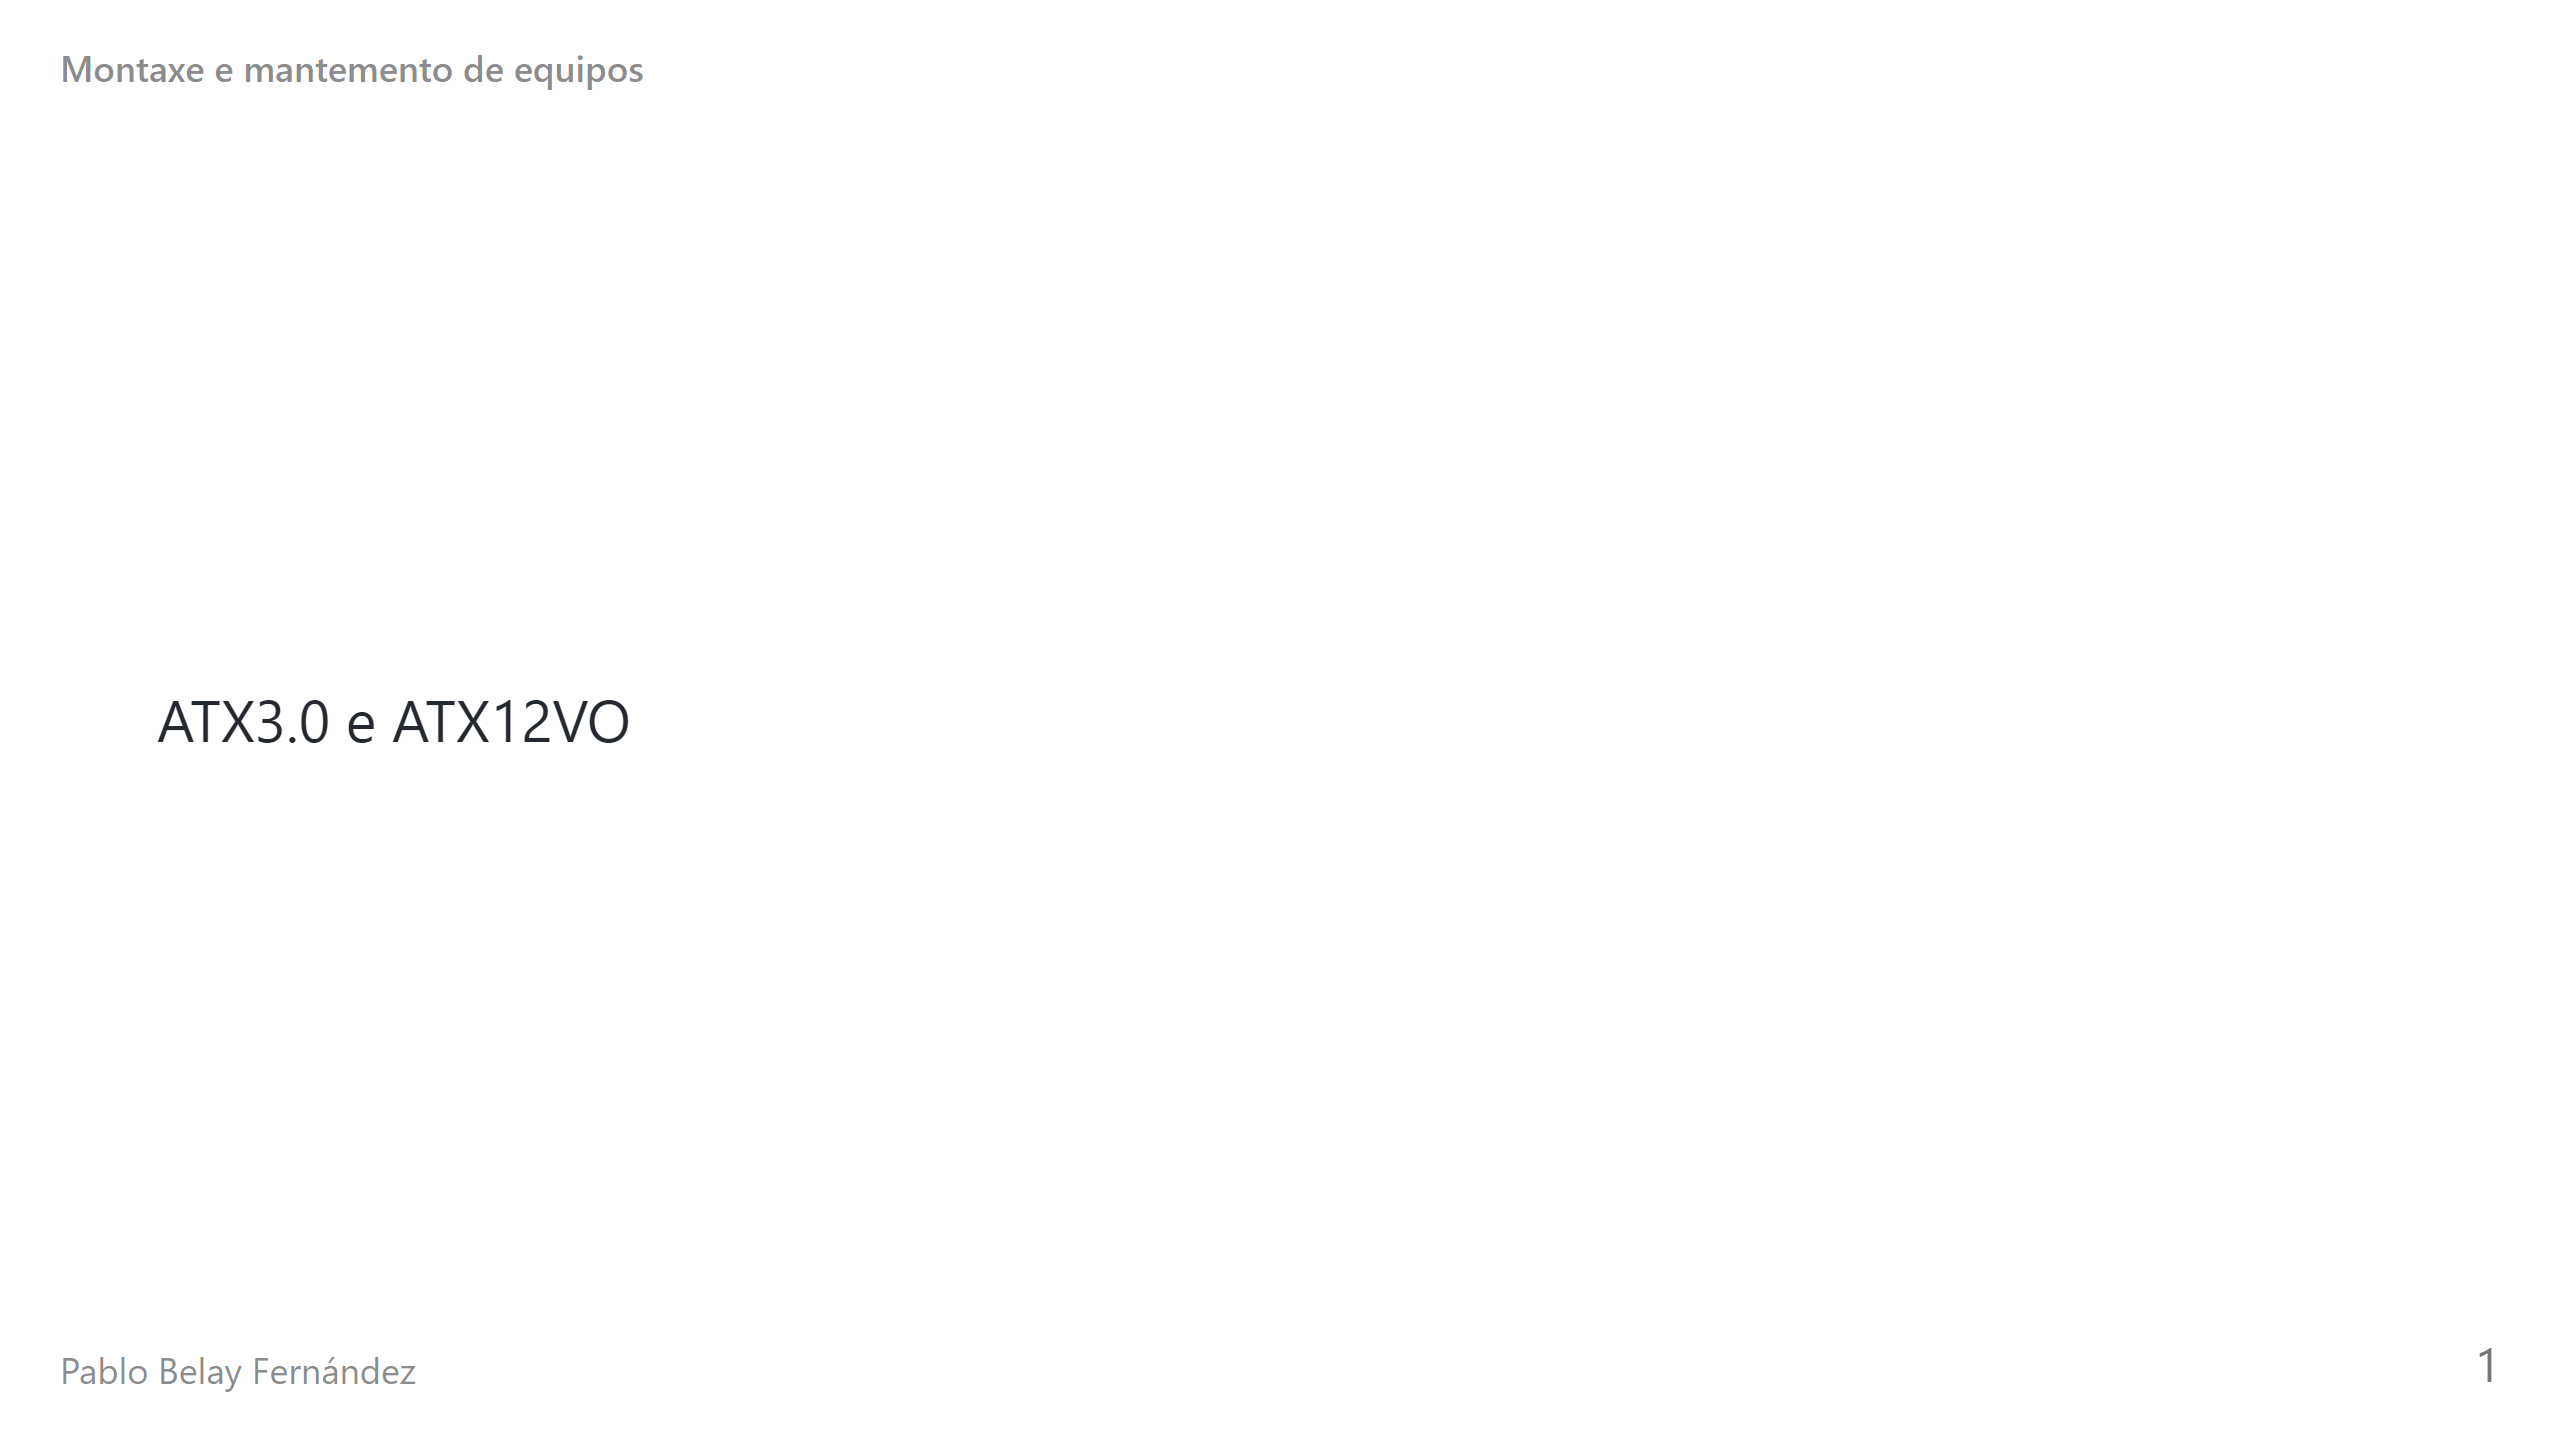 Montaxe e mantemento de equipos
ATX3.0 e ATX12VO
Pablo Belay Fernández
1